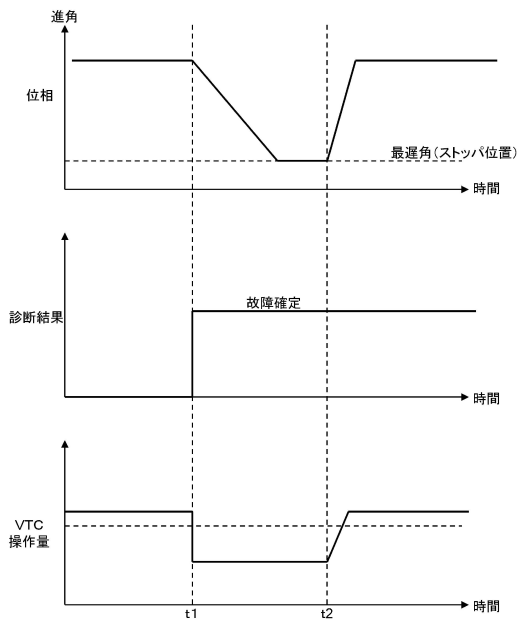 進角
位相
最遅角(ストッパ位置)
時間
診断結果
故障確定
時間
VTC
操作量
時間
t1
t2